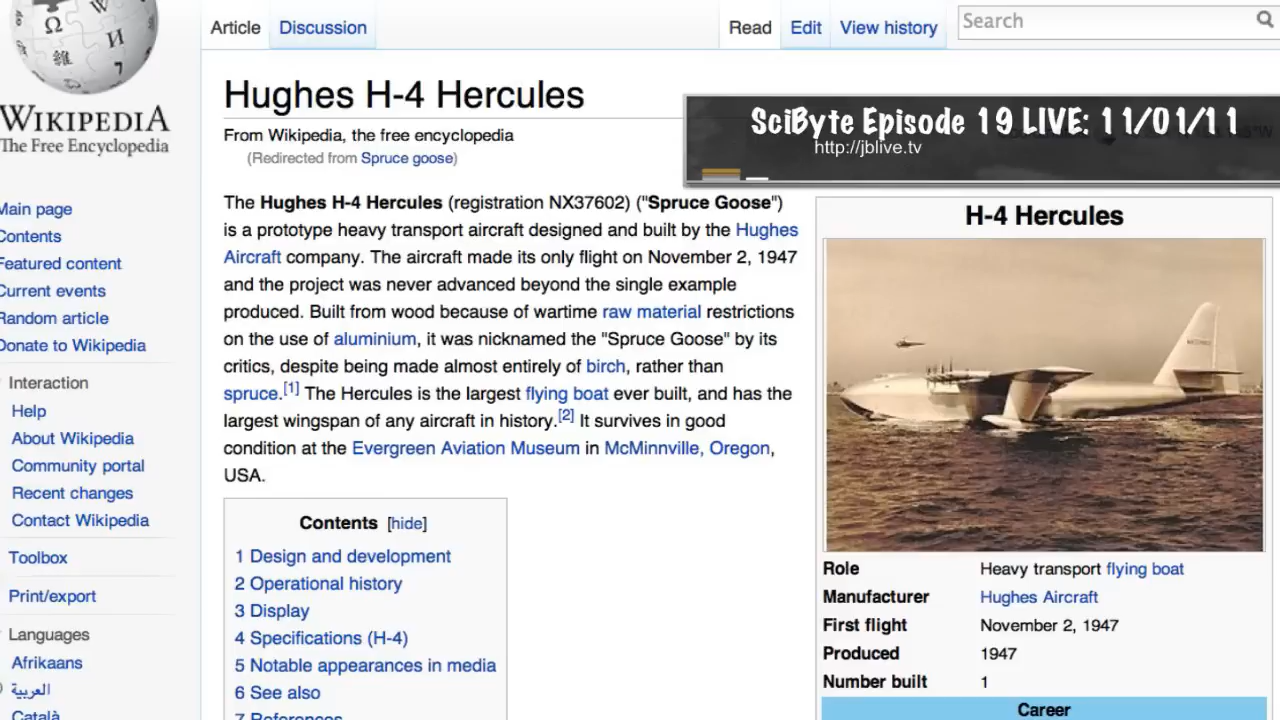 Article Discussion Read Edit View history Search
WIKIPEDIA
The Free Encyclopedia
Main page
Contents
Featured content
Current events
Random article
Donate to Wikipedia
Interaction
Help
About Wikipedia
Community portal
Recent changes
Contact Wikipedia
Toolbox
Print/export
Languages
Afrikaans
العربية
Català
Hughes H-4 Hercules
From Wikipedia, the free encyclopedia
(Redirected from Spruce goose)
SciByte Episode 19 LIVE: 11/01/11
http://jblive.tv
The Hughes H-4 Hercules (registration NX37602) ("Spruce Goose")
is a prototype heavy transport aircraft designed and built by the Hughes
Aircraft company. The aircraft made its only flight on November 2, 1947
and the project was never advanced beyond the single example
produced. Built from wood because of wartime raw material restrictions
on the use of aluminium, it was nicknamed the "Spruce Goose" by its
critics, despite being made almost entirely of birch, rather than
spruce.[1] The Hercules is the largest flying boat ever built, and has the
largest wingspan of any aircraft in history.[2] It survives in good
condition at the Evergreen Aviation Museum in McMinnville, Oregon,
USA.
Contents [hide]
1 Design and development
2 Operational history
3 Display
4 Specifications (H-4)
5 Notable appearances in media
6 See also
7 References
H-4 Hercules
Role Heavy transport flying boat
Manufacturer Hughes Aircraft
First flight November 2, 1947
Produced 1947
Number built 1
Career